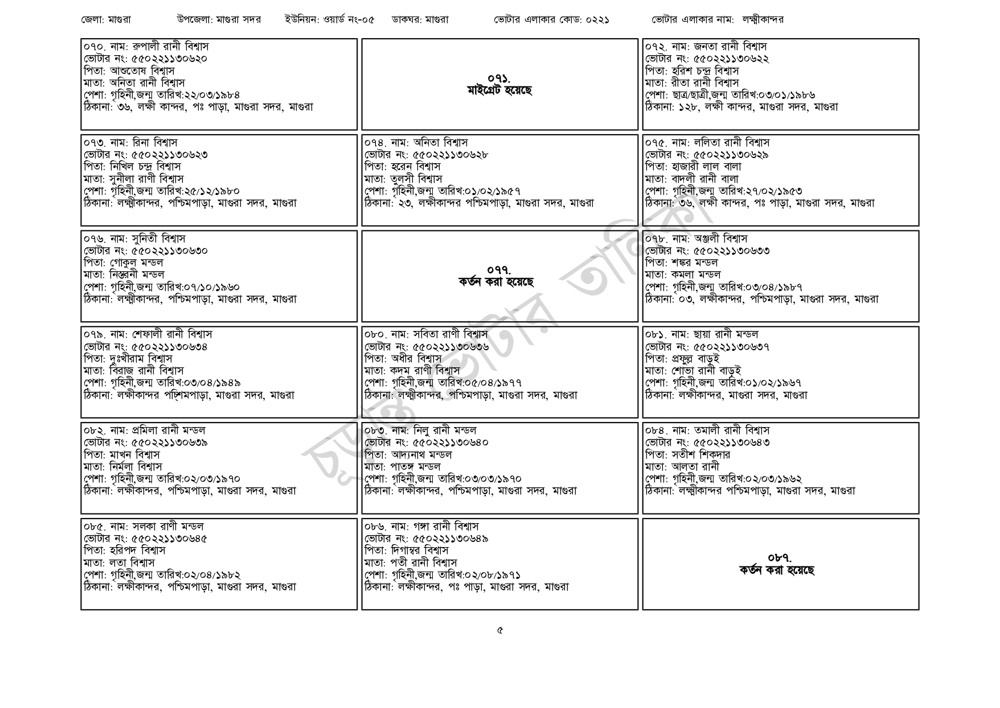 জেলা: মাগুরা উপজেলা: মাগুরা সদর ইউনিয়ন: ওয়ার্ড নং-০৫ ডাকঘর: মাগুরা ভোটার এলাকার কোড: ০২২১ ভোটার এলাকার নাম: লক্ষ্মীকান্দর
০৭০. নাম: রুপালী রানী বিশ্বাস
ভোটার নং: ৫৫০২২১১৩০৬২০
পিতা: আশুতোষ বিশ্বাস
মাতা: অনিতা রানী বিশ্বাস
পেশা: গৃহিনী,জন্ম তারিখ:২২/০৩/১৯৮৪
ঠিকানা: ৩৬, লক্ষী কান্দর, পঃ পাড়া, মাগুরা সদর, মাগুরা
০৭১.
মাইগ্রেট হয়েছে
০৭২. নাম: জনতা রানী বিশ্বাস
ভোটার নং: ৫৫০২২১১৩০৬২২
পিতা: হরিশ চন্দ্র বিশ্বাস
মাতা: রীতা রানী বিশ্বাস
পেশা: ছাত্র/ছাত্রী,জন্ম তারিখ:০৩/০১/১৯৮৬
ঠিকানা: ১২৮, লক্ষী কান্দর, মাগুরা সদর, মাগুরা
০৭৩. নাম: রিনা বিশ্বাস
ভোটার নং: ৫৫০২২১১৩০৬২৩
পিতা: নিখিল চন্দ্র বিশ্বাস
মাতা: সুনীলা রাণী বিশ্বাস
পেশা: গৃহিনী,জন্ম তারিখ:২৫/১২/১৯৮০
ঠিকানা: লক্ষ্মীকান্দর, পশ্চিমপাড়া, মাগুরা সদর, মাগুরা
০৭৪. নাম: অনিতা বিশ্বাস
ভোটার নং: ৫৫০২২১১৩০৬২৮
পিতা: হরেন বিশ্বাস
মাতা: তুলসী বিশ্বাস
পেশা: গৃহিনী,জন্ম তারিখ:০১/০২/১৯৫৭
ঠিকানা: ২৩, লক্ষীকান্দর পশ্চিমপাড়া, মাগুরা সদর, মাগুরা
০৭৫. নাম: ললিতা রানী বিশ্বাস
ভোটার নং: ৫৫০২২১১৩০৬২৯
পিতা: হাজারী লাল বালা
মাতা: বাদলী রানী বালা
পেশা: গৃহিনী,জন্ম তারিখ:২৭/০২/১৯৫৩
ঠিকানা: ৩৬, লক্ষী কান্দর, পঃ পাড়া, মাগুরা সদর, মাগুরা
০৭৬. নাম: সুনিতী বিশ্বাস
ভোটার নং: ৫৫০২২১১৩০৬৩০
পিতা: গোকুল মন্ডল
মাতা: নিস্তরনী মন্ডল
পেশা: গৃহিনী,জন্ম তারিখ:০৭/১০/১৯৬০
ঠিকানা: লক্ষ্মীকান্দর, পশ্চিমপাড়া, মাগুরা সদর, মাগুরা
০৭৭.
কর্তন করা হয়েছে
০৭৮. নাম: অঞ্জলী বিশ্বাস
ভোটার নং: ৫৫০২২১১৩০৬৩৩
পিতা: শঙ্কর মন্ডল
মাতা: কমলা মন্ডল
পেশা: গৃহিনী,জন্ম তারিখ:০৩/০৪/১৯৮৭
ঠিকানা: ০৩, লক্ষীকান্দর, পশ্চিমপাড়া, মাগুরা সদর, মাগুরা
০৭৯. নাম: শেফালী রানী বিশ্বাস
ভোটার নং: ৫৫০২২১১৩০৬৩৪
পিতা: দুঃখীরাম বিশ্বাস
মাতা: বিরাজ রানী বিশ্বাস
পেশা: গৃহিনী,জন্ম তারিখ:০৩/০৪/১৯৪৯
ঠিকানা: লক্ষীকান্দর পচ্শিমপাড়া, মাগুরা সদর, মাগুরা
০৮০. নাম: সবিতা রাণী বিশ্বাস
ভোটার নং: ৫৫০২২১১৩০৬৩৬
পিতা: অধীর বিশ্বাস
মাতা: কদম রাণী বিশ্বাস
পেশা: গৃহিনী,জন্ম তারিখ:০৫/০৪/১৯৭৭
ঠিকানা: লক্ষ্মীকান্দর, পশ্চিমপাড়া, মাগুরা সদর, মাগুরা
০৮১. নাম: ছায়া রানী মন্ডল
ভোটার নং: ৫৫০২২১১৩০৬৩৭
পিতা: প্রফুল্ল বাড়ই
মাতা: শোভা রানী বাড়ই
পেশা: গৃহিনী,জন্ম তারিখ:০১/০২/১৯৬৭
ঠিকানা: লক্ষীকান্দর, মাগুরা সদর, মাগুরা
০৮২. নাম: প্রমিলা রানী মন্ডল
ভোটার নং: ৫৫০২২১১৩০৬৩৯
পিতা: মাখন বিশ্বাস
মাতা: নির্মলা বিশ্বাস
পেশা: গৃহিনী,জন্ম তারিখ:০২/০৩/১৯৭০
ঠিকানা: লক্ষীকান্দর, পশ্চিমপাড়া, মাগুরা সদর, মাগুরা
০৮৩. নাম: নিলু রানী মন্ডল
ভোটার নং: ৫৫০২২১১৩০৬৪০
পিতা: আদ্যনাথ মন্ডল
মাতা: পাতঙ্গ মন্ডল
পেশা: গৃহিনী,জন্ম তারিখ:০৩/০৩/১৯৭০
ঠিকানা: লক্ষীকান্দর, পশ্চিমপাড়া, মাগুরা সদর, মাগুরা
০৮৪. নাম: তমালী রানী বিশ্বাস
ভোটার নং: ৫৫০২২১১৩০৬৪৩
পিতা: সতীশ শিকদার
মাতা: আলতা রানী
পেশা: গৃহিনী,জন্ম তারিখ:০২/০৩/১৯৬২
ঠিকানা: লক্ষ্মীকান্দর পশ্চিমপাড়া, মাগুরা সদর, মাগুরা
০৮৫. নাম: সলকা রাণী মন্ডল
ভোটার নং: ৫৫০২২১১৩০৬৪৫
পিতা: হরিপদ বিশ্বাস
মাতা: লতা বিশ্বাস
পেশা: গৃহিনী,জন্ম তারিখ:০২/০৪/১৯৮২
ঠিকানা: লক্ষীকান্দর, পশ্চিমপাড়া, মাগুরা সদর, মাগুরা
০৮৬. নাম: গঙ্গা রানী বিশ্বাস
ভোটার নং: ৫৫০২২১১৩০৬৪৯
পিতা: দিগাম্বর বিশ্বাস
মাতা: পতী রানী বিশ্বাস
পেশা: গৃহিনী,জন্ম তারিখ:০২/০৮/১৯৭১
ঠিকানা: লক্ষীকান্দর, পঃ পাড়া, মাগুরা সদর, মাগুরা
০৮৭.
কর্তন করা হয়েছে
চূড়ান্ত ভোটার তালিকা
৫